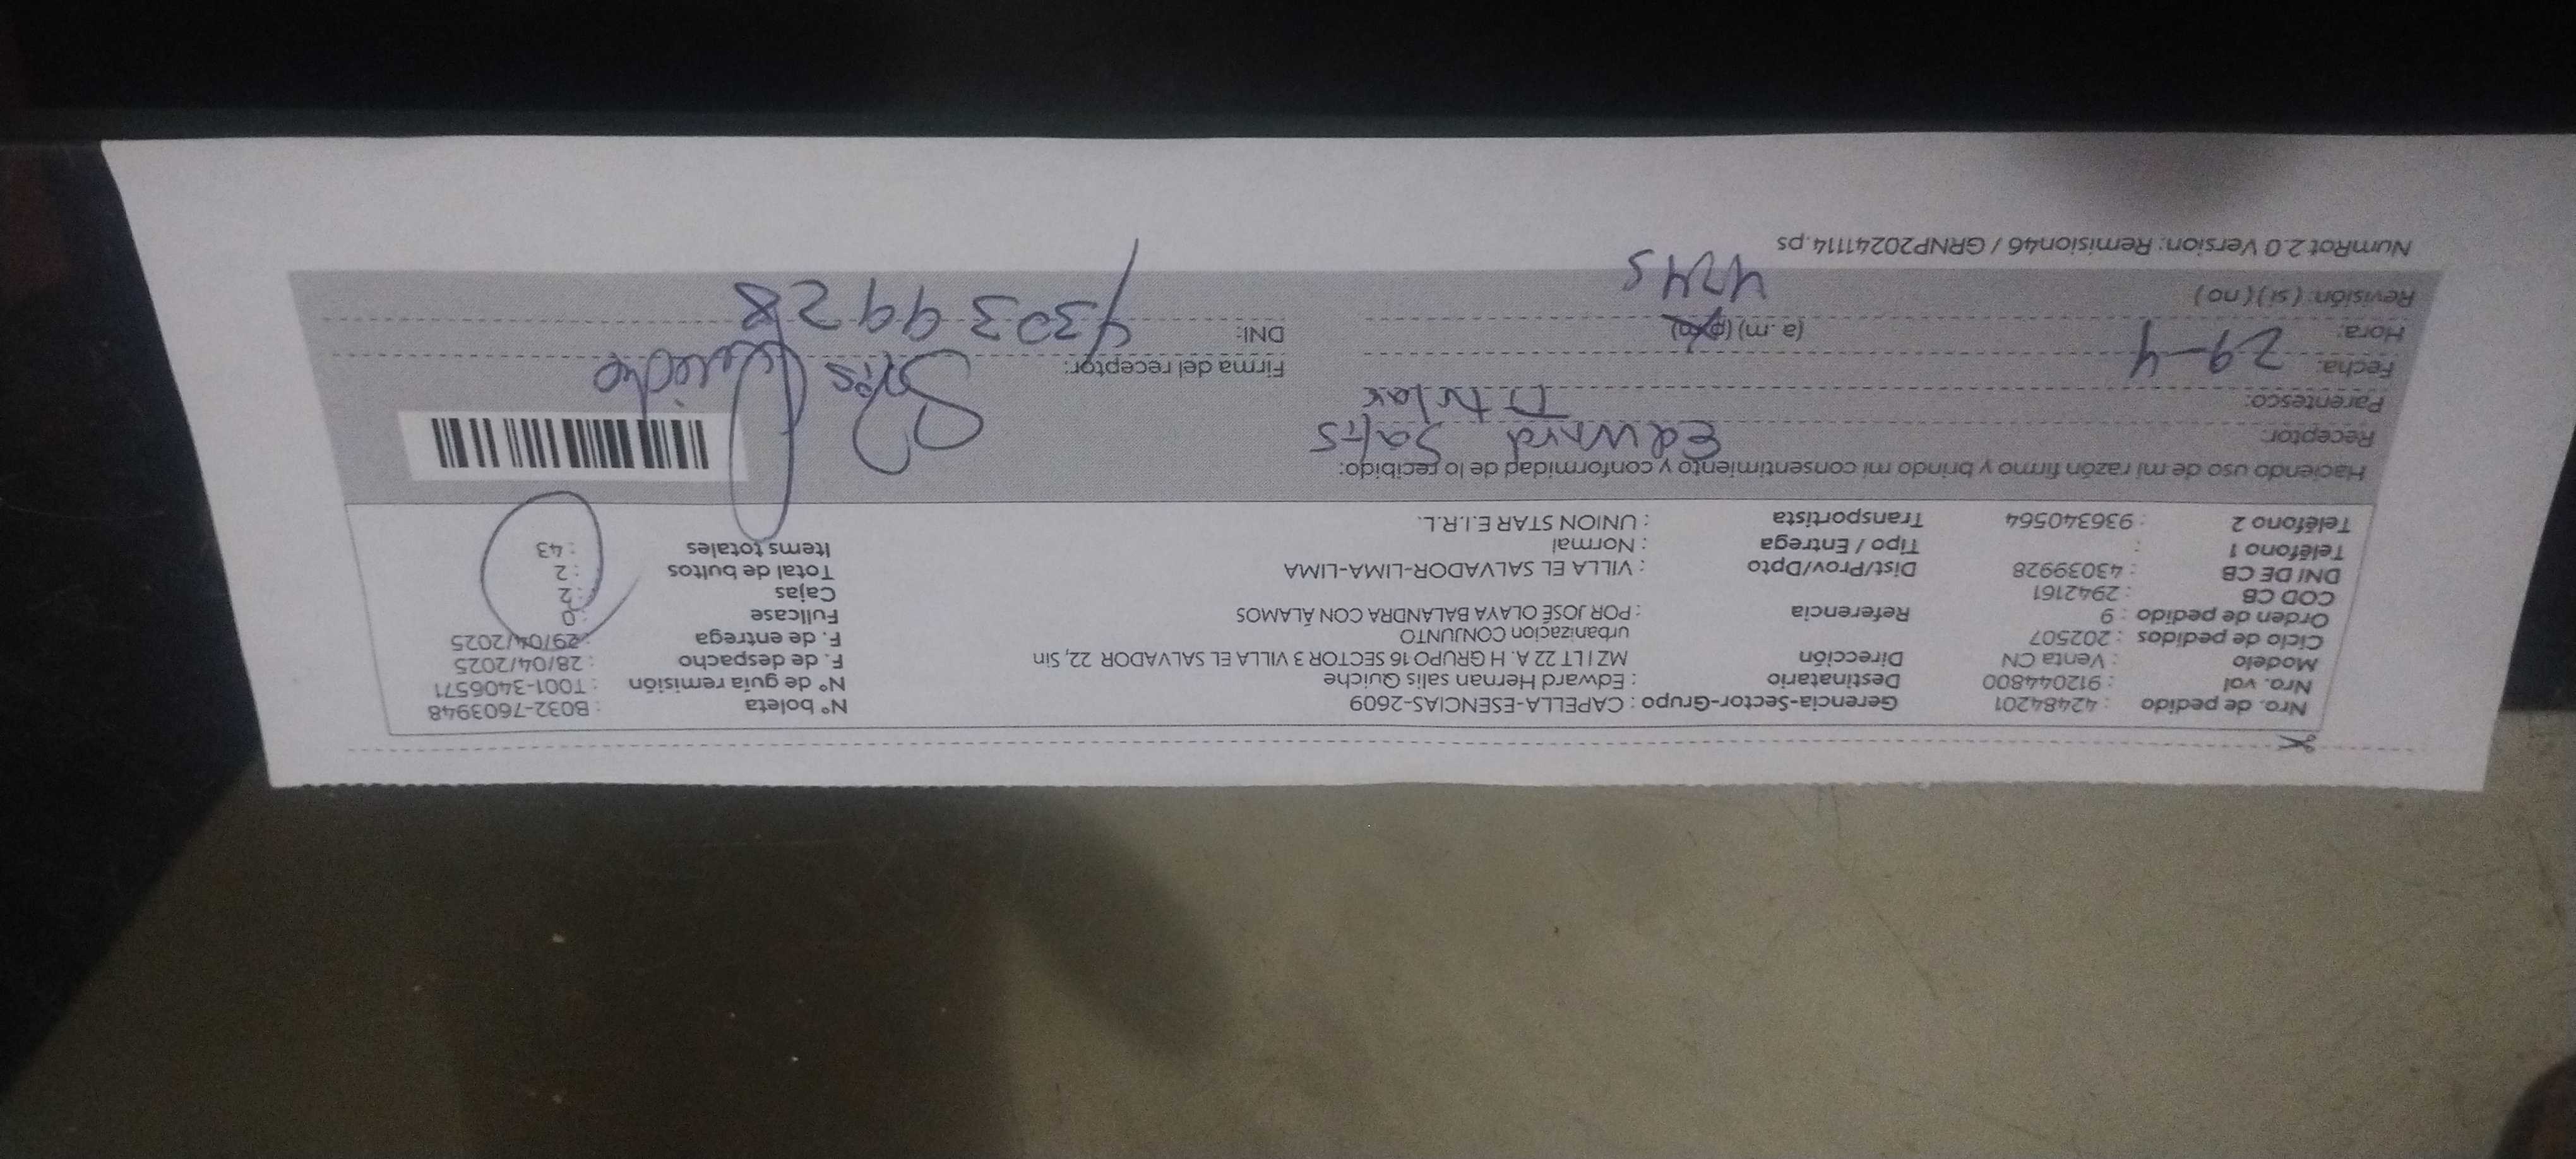 Nro. de pedido : 42484201 Gerencia-Sector-Grupo : CAPELLA-ESENCIAS-2609 N° boleta : B032-7603948
Nro. vol : 912044800 Destinatario : Edward Hernan salis Quiche N° de guía remisión : T001-3406571
Modelo : Venta CN Dirección MZ I LT 22 A. H GRUPO 16 SECTOR 3 VILLA EL SALVADOR 22, Sin F. de despacho : 28/04/2025
Ciclo de pedidos : 202507 urbanizacion CONJUNTO F. de entrega : 29/04/2025
Orden de pedido : 9 Referencia : POR JOSÉ OLAYA BALANDRA CON ÁLAMOS Fullcase : 0
COD CB : 2942161 Cajas : 2
DNI DE CB : 43039928 Dist/Prov/Dpto : VILLA EL SALVADOR-LIMA-LIMA Total de bultos : 2
Teléfono 1 : Tipo / Entrega : Normal Items totales : 43
Teléfono 2 : 936340564 Transportista : UNION STAR E.I.R.L.
Haciendo uso de mi razón firmo y brindo mi consentimiento y conformidad de lo recibido:
Receptor: Edward Salis
Parentesco: Titular
Fecha: 29-4 Firma del receptor: Salis Quiche
Hora: (a.m) (p.m) DNI: 43039928
Revisión: (si) (no)
NumRot 2.0 Version: Remision46 / GRNP20241114.ps